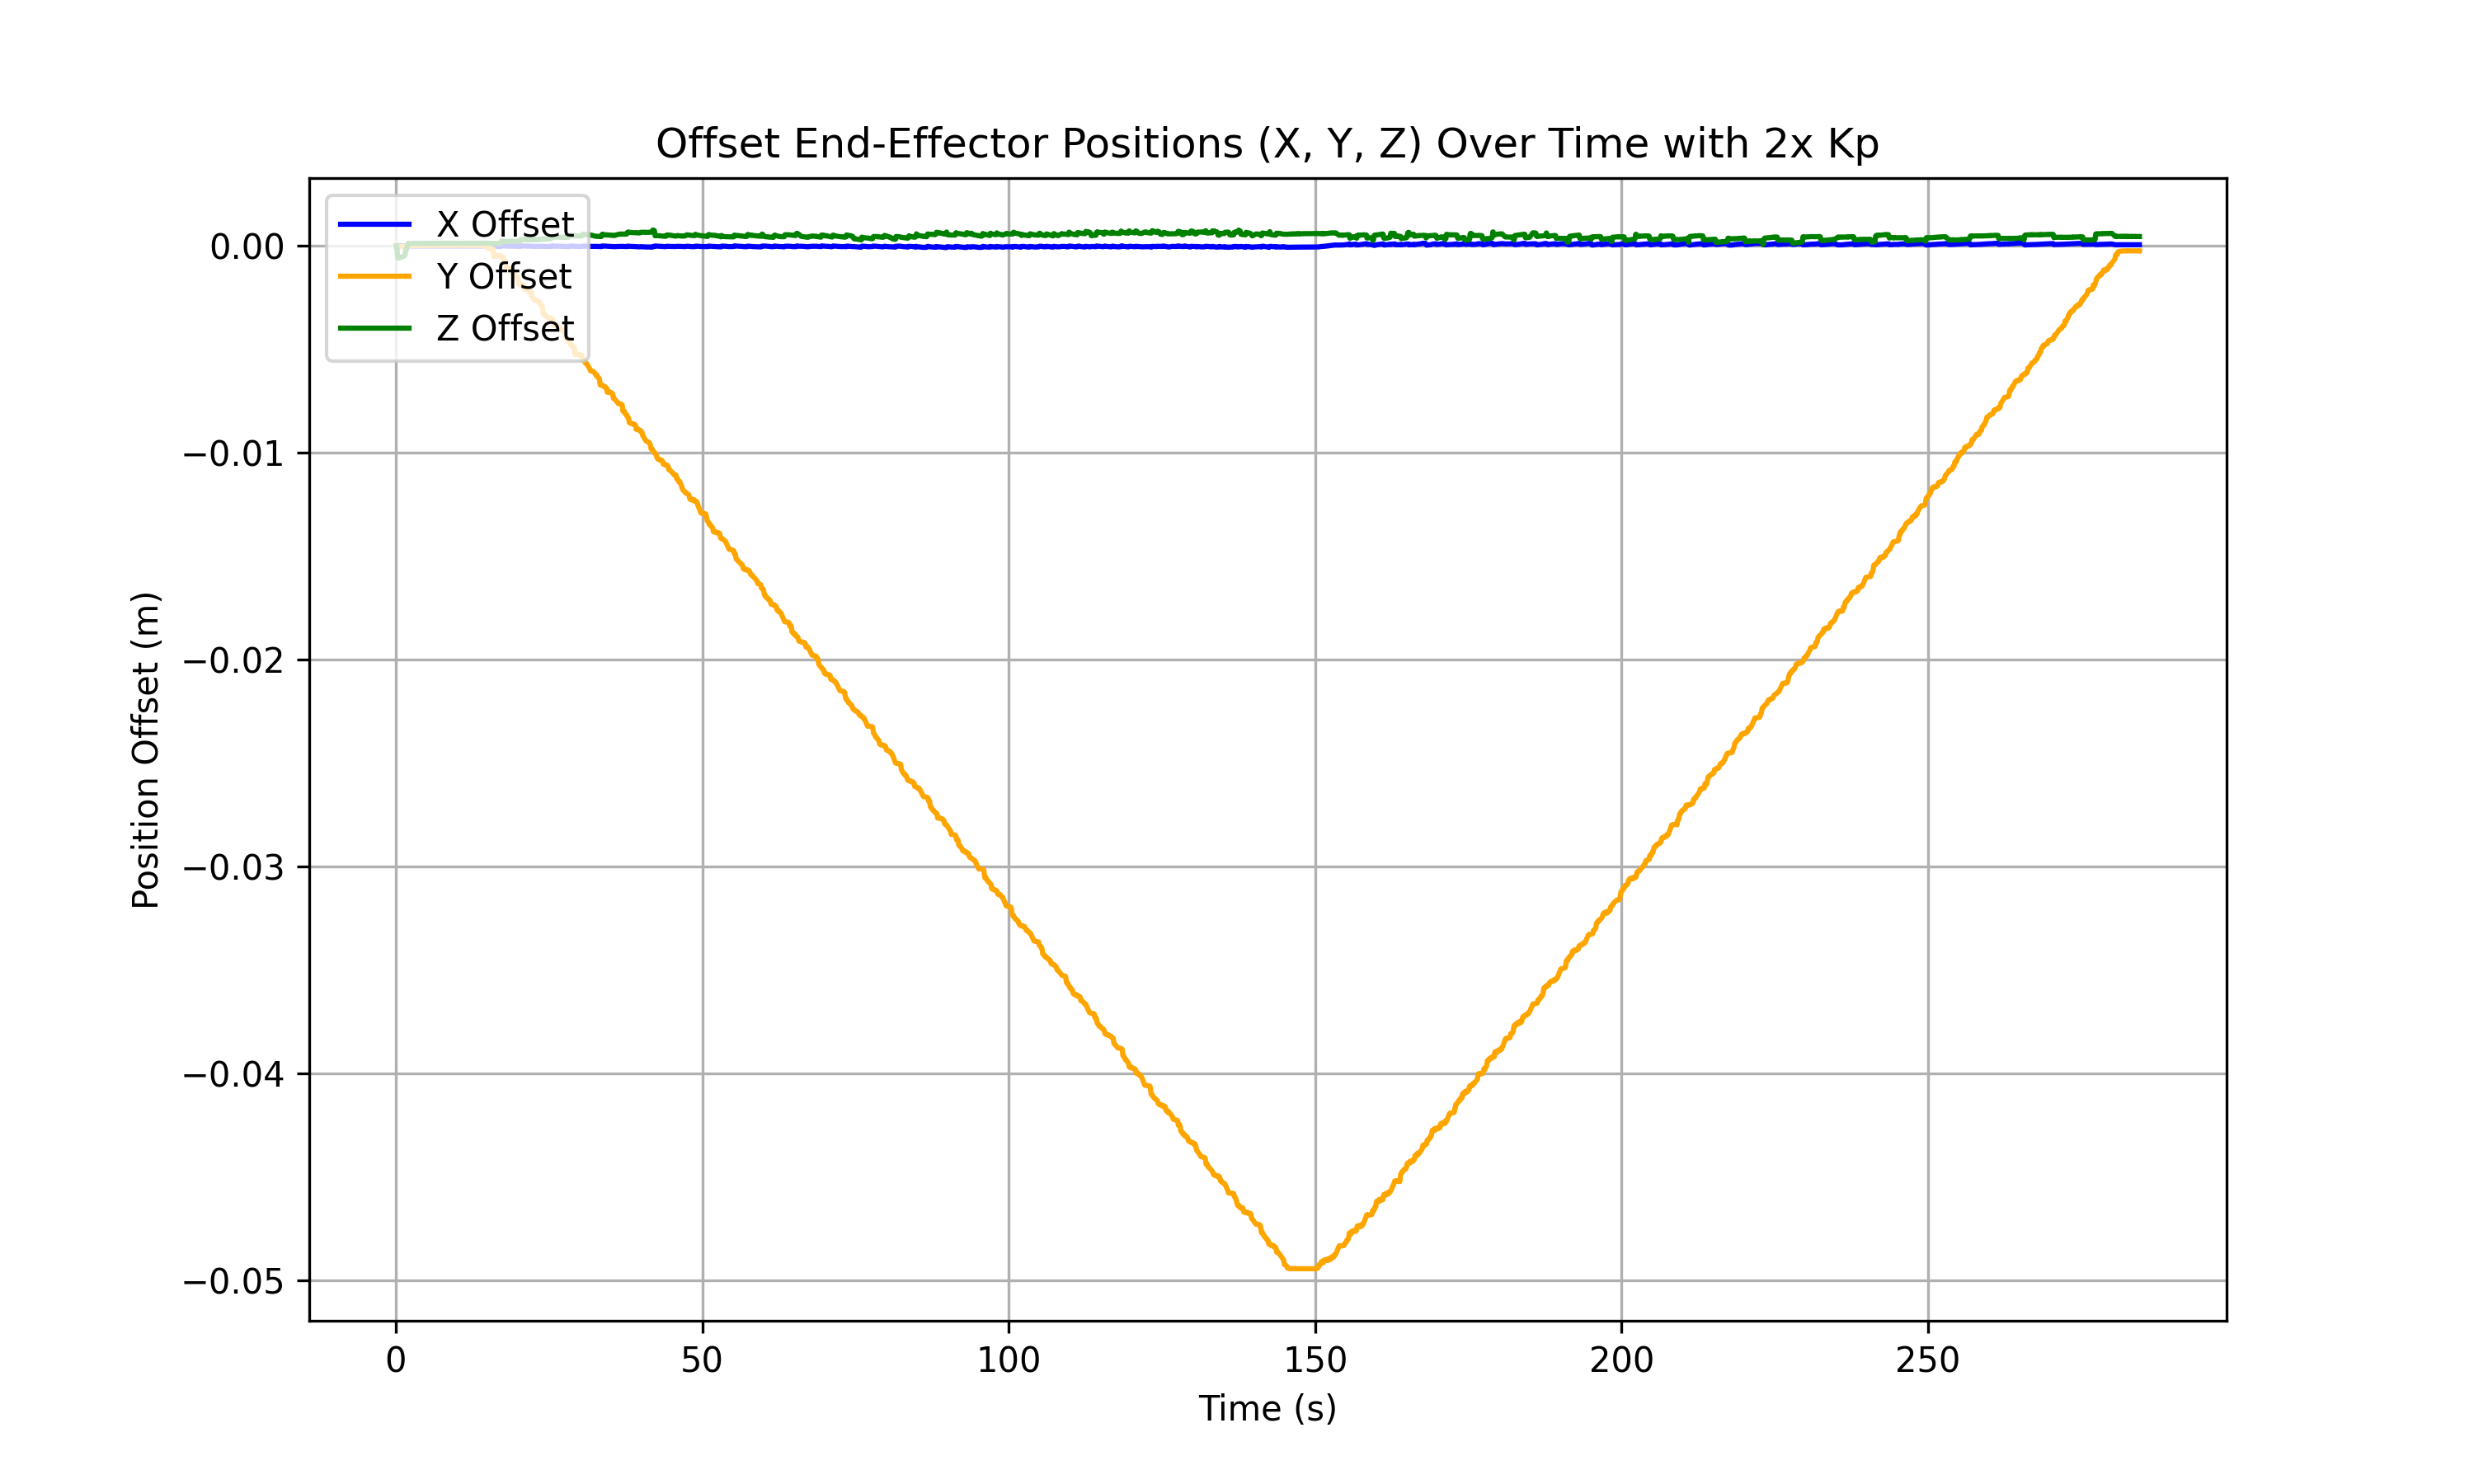 Offset End-Effector Positions (X, Y, Z) Over Time with 2x Kp
X Offset
Y Offset
Z Offset
0.00
−0.01
−0.02
−0.03
−0.04
−0.05
Position Offset (m)
0 50 100 150 200 250
Time (s)